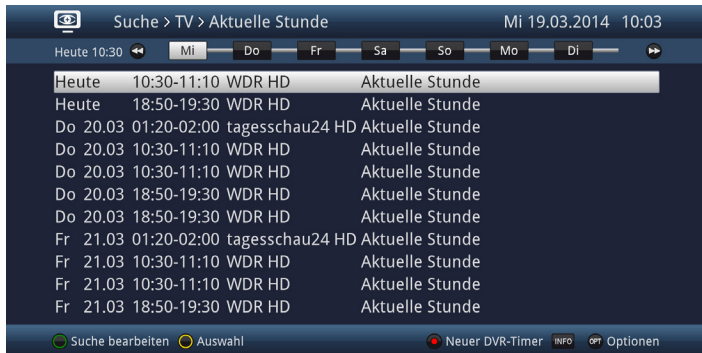 Suche > TV > Aktuelle Stunde Mi 19.03.2014 10:03
Heute 10:30 Mi Do Fr Sa So Mo Di
Heute 10:30-11:10 WDR HD Aktuelle Stunde
Heute 18:50-19:30 WDR HD Aktuelle Stunde
Do 20.03 01:20-02:00 tagesschau24 HD Aktuelle Stunde
Do 20.03 10:30-11:10 WDR HD Aktuelle Stunde
Do 20.03 10:30-11:10 WDR HD Aktuelle Stunde
Do 20.03 18:50-19:30 WDR HD Aktuelle Stunde
Do 20.03 18:50-19:30 WDR HD Aktuelle Stunde
Fr 21.03 01:20-02:00 tagesschau24 HD Aktuelle Stunde
Fr 21.03 10:30-11:10 WDR HD Aktuelle Stunde
Fr 21.03 10:30-11:10 WDR HD Aktuelle Stunde
Fr 21.03 18:50-19:30 WDR HD Aktuelle Stunde
Suche bearbeiten Auswahl Neuer DVR-Timer INFO OPT Optionen